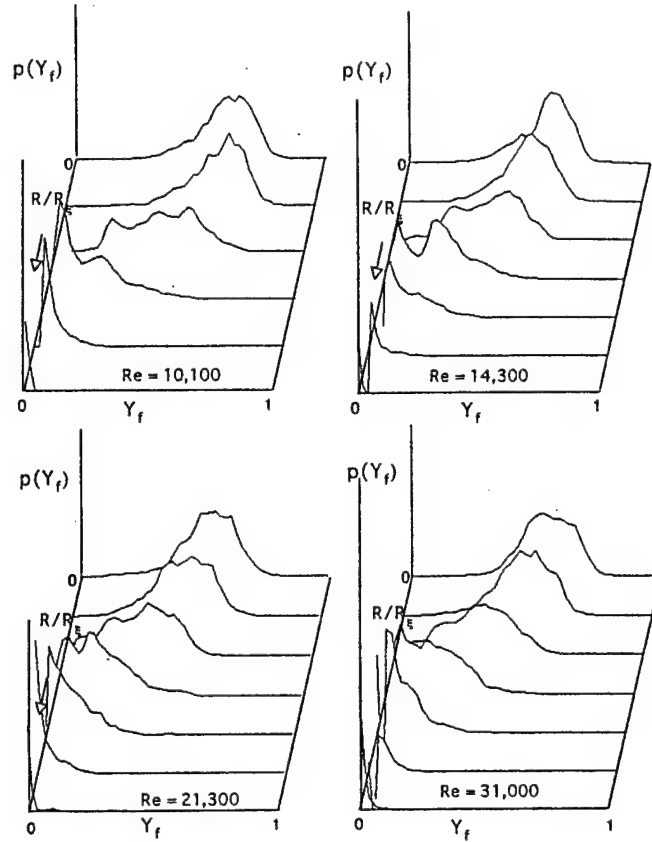 p(Y_f)
0
R/R_ξ
Re = 10,100
0
Y_f
1
p(Y_f)
0
R/R_ξ
Re = 14,300
0
Y_f
1
p(Y_f)
0
R/R_ξ
Re = 21,300
0
Y_f
1
p(Y_f)
0
R/R_ξ
Re = 31,000
0
Y_f
1